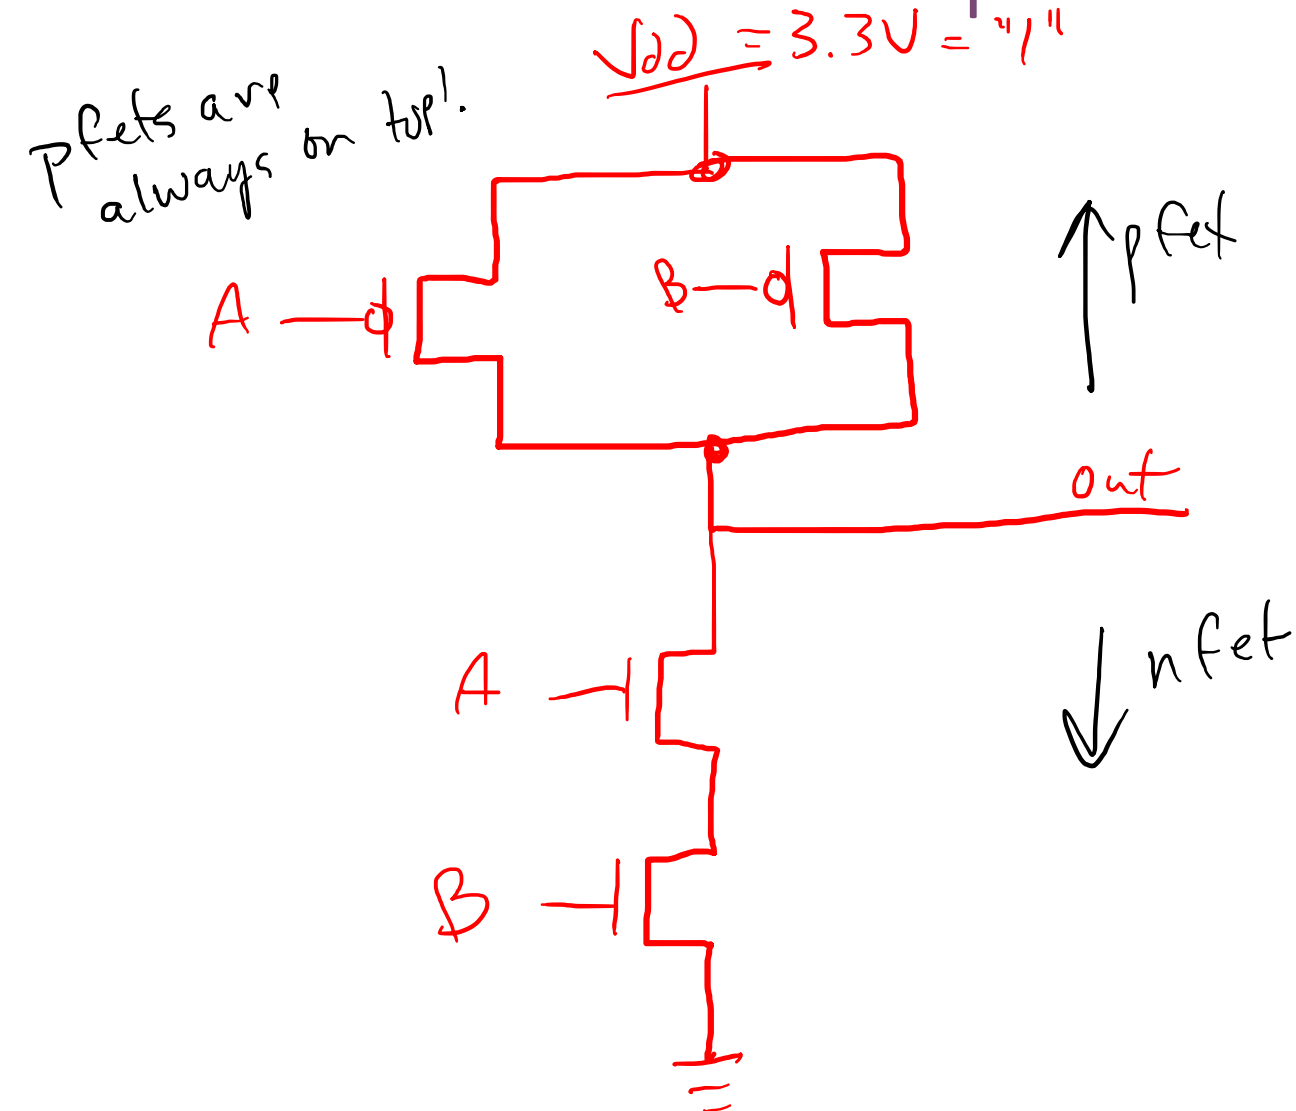 VDD = 3.3V = "1"
pfets are
always on top!
A
B
pfet
out
A
nfet
B